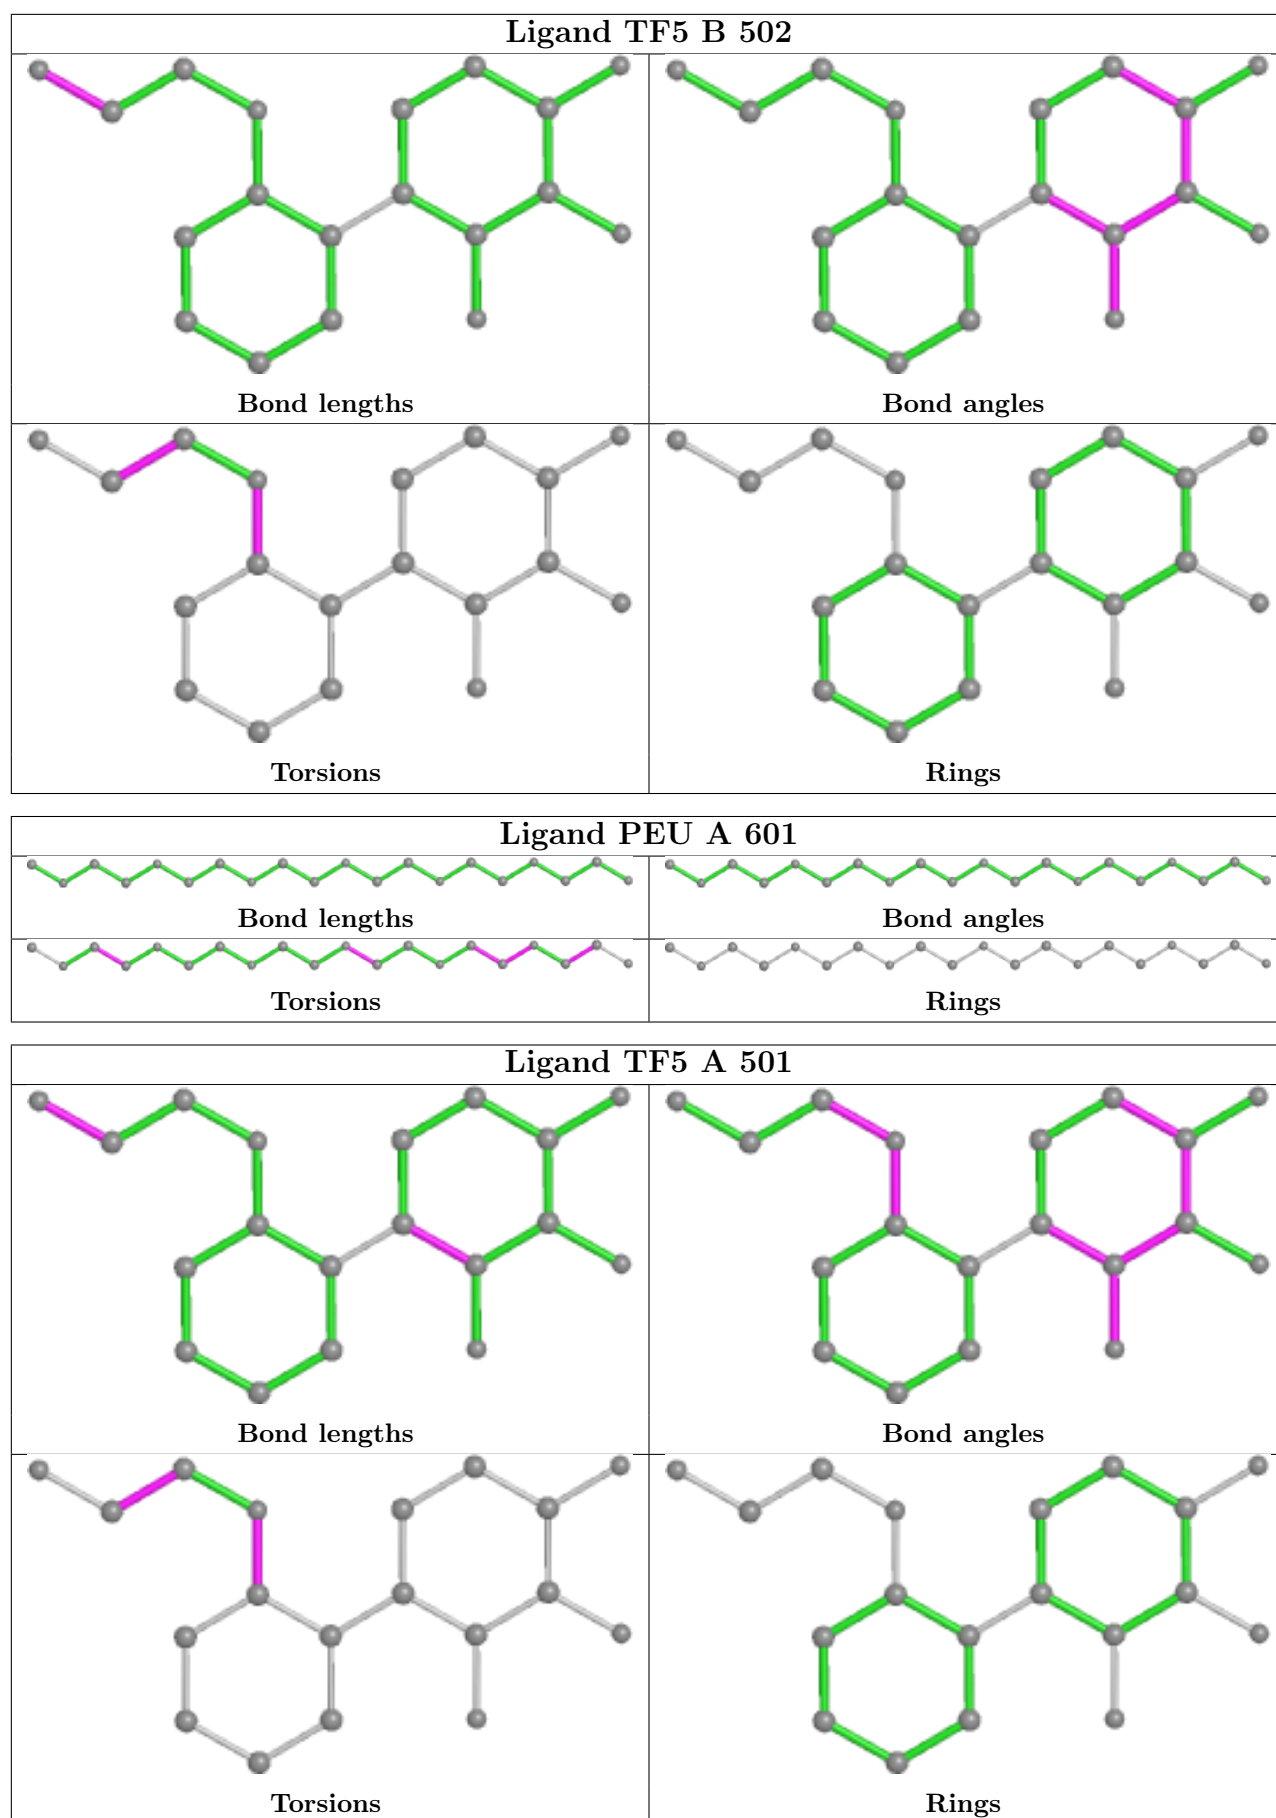 Ligand TF5 B 502
Bond lengths
Bond angles
Torsions
Rings
Ligand PEU A 601
Bond lengths
Bond angles
Torsions
Rings
Ligand TF5 A 501
Bond lengths
Bond angles
Torsions
Rings